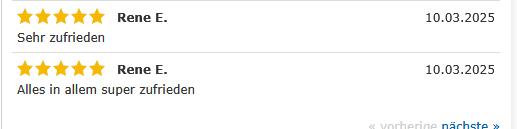 Rene E. 10.03.2025
Sehr zufrieden
Rene E. 10.03.2025
Alles in allem super zufrieden
« vorherige nächste »